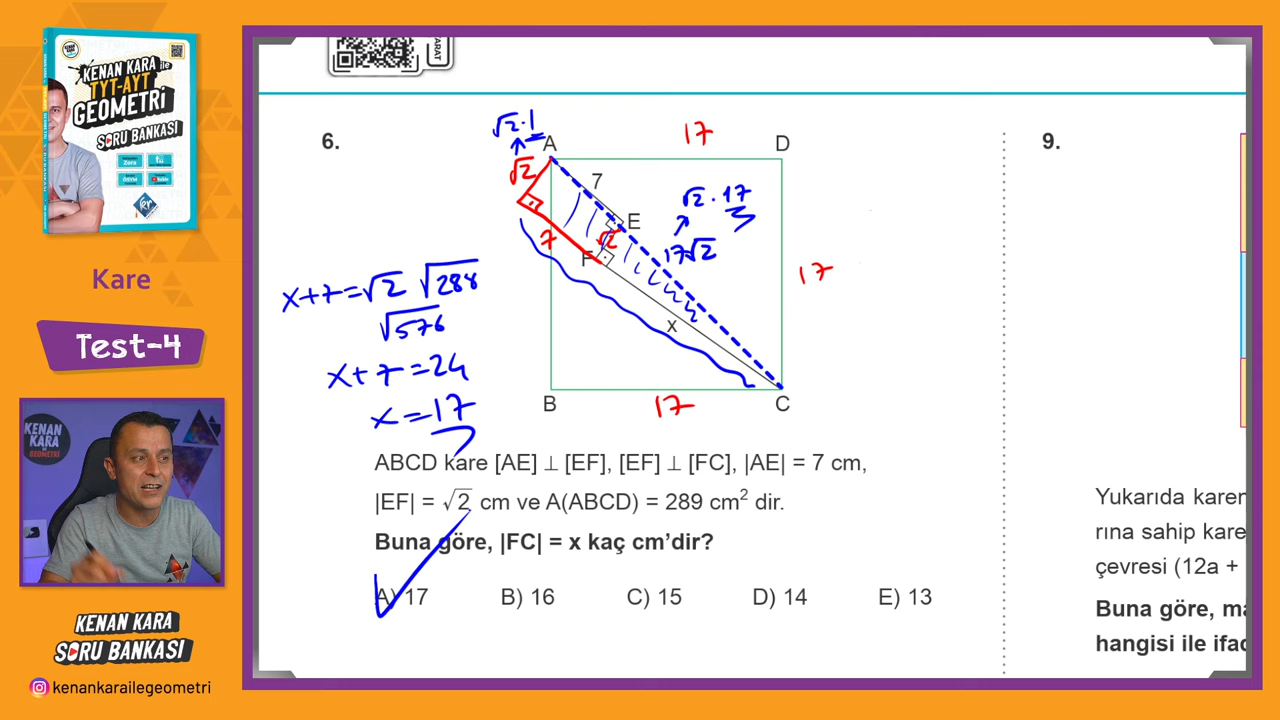 KENAN KARA ile
TYT-AYT
GEOMETRİ
SORU BANKASI
Kare
Test-4
KENAN KARA
GEOMETRİ
KENAN KARA
SORU BANKASI
kenankarailegeometri
ARAT
6.
√2·1
A
17
D
√2
7
√2·17
E
7
√2
17√2
F
17
x
B
17
C
x+7=√2 √288
√576
x+7=24
x=17
ABCD kare [AE] ⊥ [EF], [EF] ⊥ [FC], |AE| = 7 cm,
|EF| = √2 cm ve A(ABCD) = 289 cm² dir.
Buna göre, |FC| = x kaç cm'dir?
A) 17 B) 16 C) 15 D) 14 E) 13
9.
Yukarıda karen
rına sahip kare
çevresi (12a +
Buna göre, ma
hangisi ile ifad